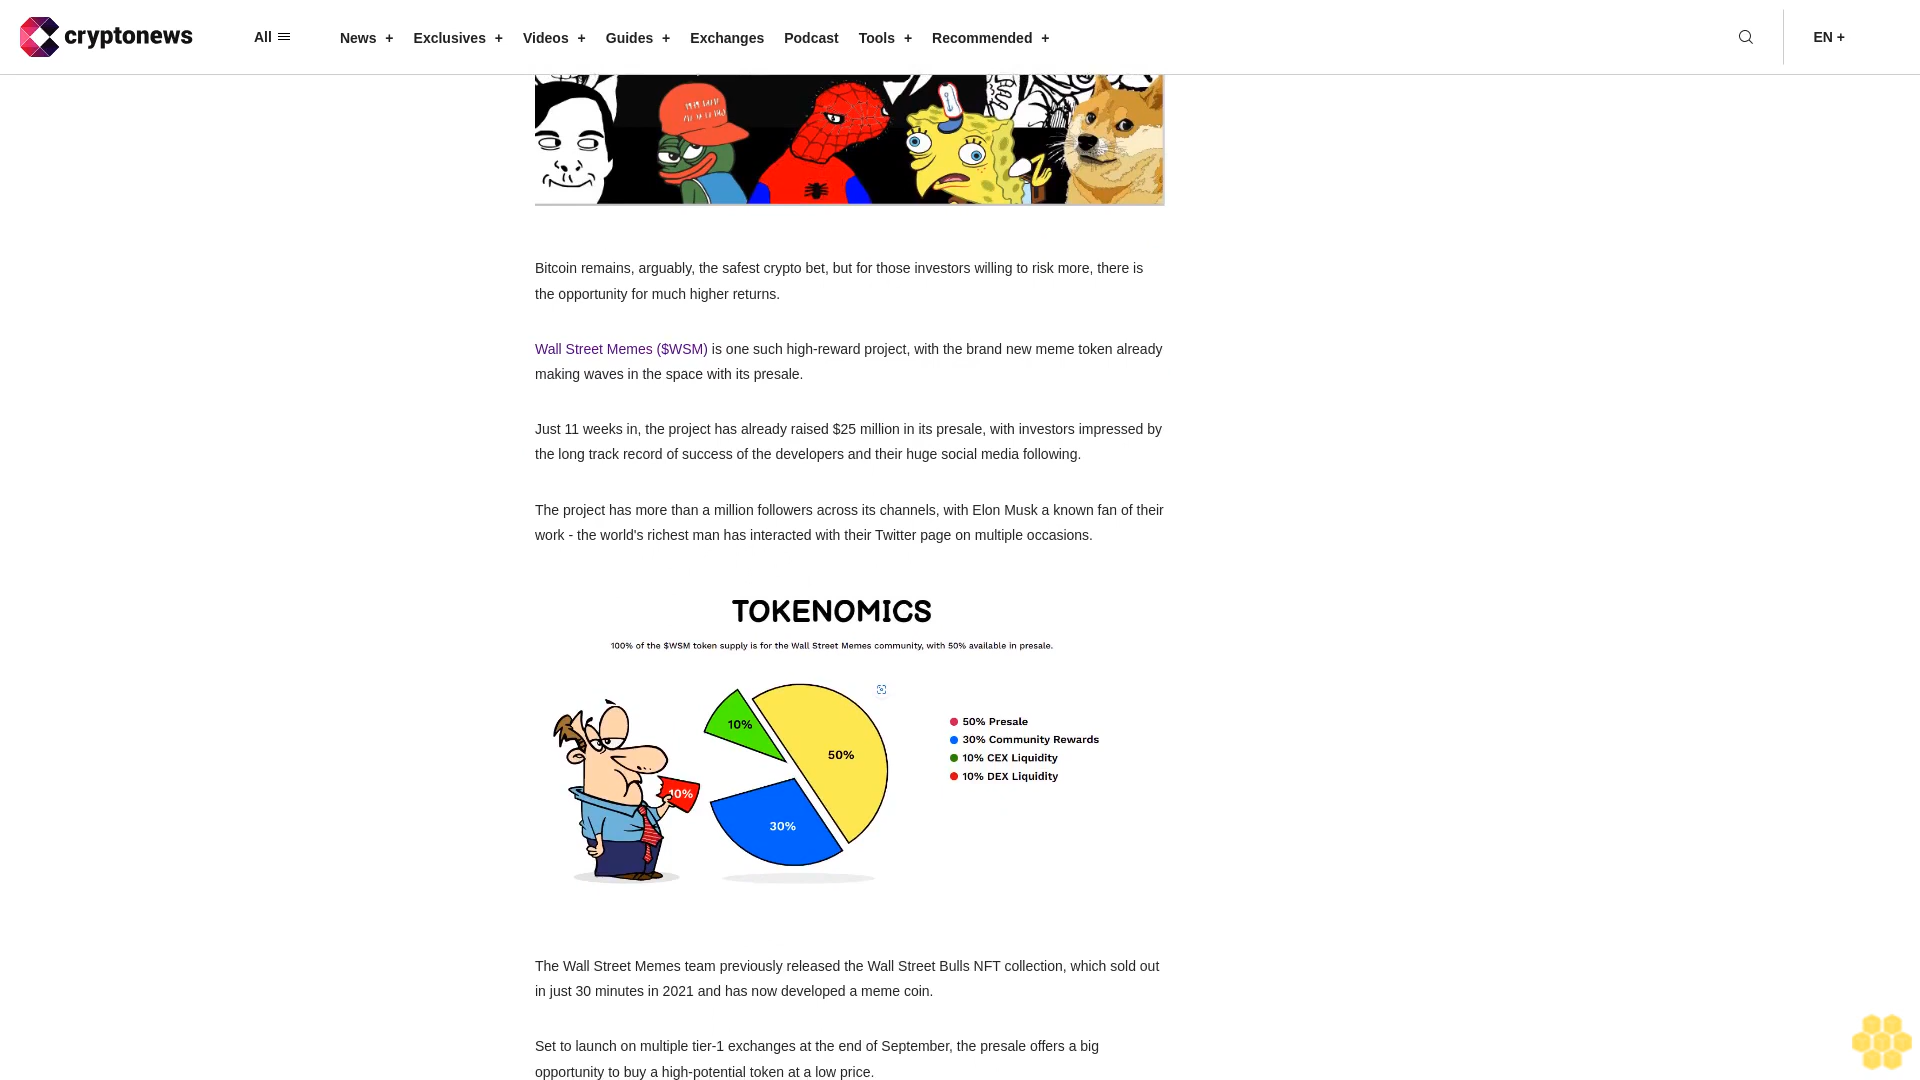 cryptonews
All
News + Exclusives + Videos + Guides + Exchanges Podcast Tools + Recommended +
EN +
Bitcoin remains, arguably, the safest crypto bet, but for those investors willing to risk more, there is
the opportunity for much higher returns.
Wall Street Memes ($WSM) is one such high-reward project, with the brand new meme token already
making waves in the space with its presale.
Just 11 weeks in, the project has already raised $25 million in its presale, with investors impressed by
the long track record of success of the developers and their huge social media following.
The project has more than a million followers across its channels, with Elon Musk a known fan of their
work - the world's richest man has interacted with their Twitter page on multiple occasions.
TOKENOMICS
100% of the $WSM token supply is for the Wall Street Memes community, with 50% available in presale.
10%
50%
10%
30%
50% Presale
30% Community Rewards
10% CEX Liquidity
10% DEX Liquidity
The Wall Street Memes team previously released the Wall Street Bulls NFT collection, which sold out
in just 30 minutes in 2021 and has now developed a meme coin.
Set to launch on multiple tier-1 exchanges at the end of September, the presale offers a big
opportunity to buy a high-potential token at a low price.